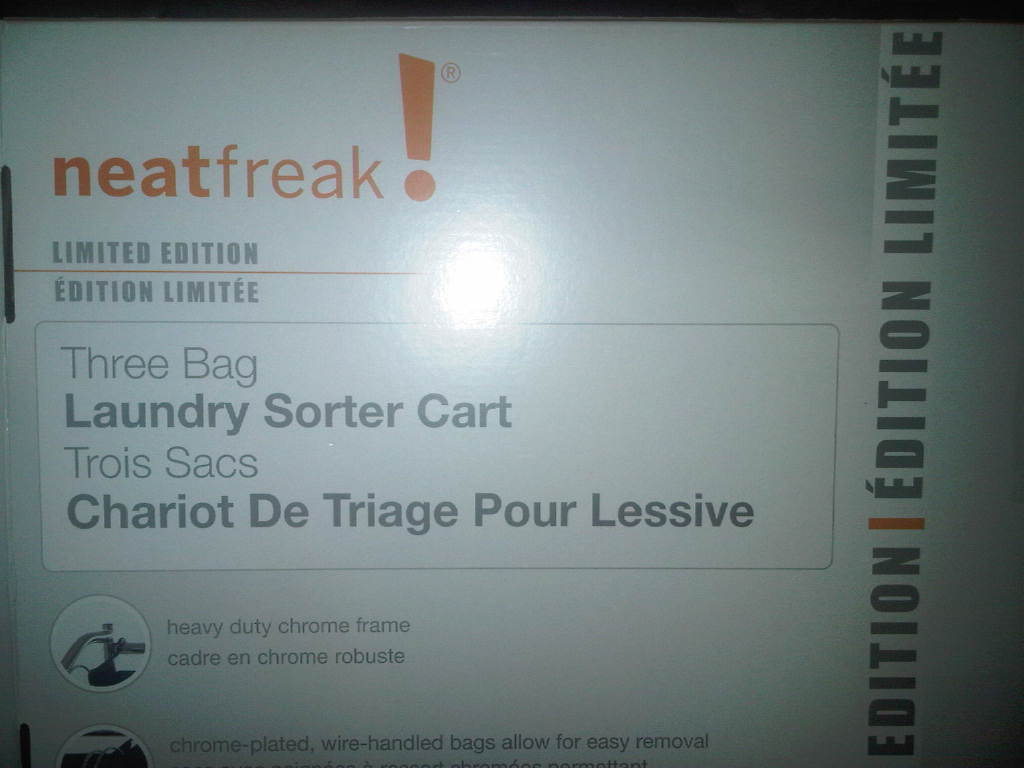 neatfreak!®
LIMITED EDITION
ÉDITION LIMITÉE
Three Bag
Laundry Sorter Cart
Trois Sacs
Chariot De Triage Pour Lessive
heavy duty chrome frame
cadre en chrome robuste
chrome-plated, wire-handled bags allow for easy removal
EDITION | ÉDITION LIMITÉE